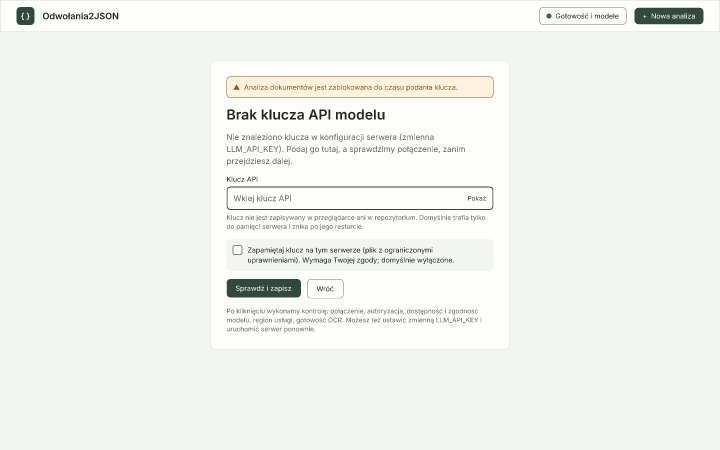 { } Odwołania2JSON
Gotowość i modele
+ Nowa analiza
Analiza dokumentów jest zablokowana do czasu podania klucza.
Brak klucza API modelu
Nie znaleziono klucza w konfiguracji serwera (zmienna
LLM_API_KEY). Podaj go tutaj, a sprawdzimy połączenie, zanim
przejdziesz dalej.
Klucz API
Wklej klucz API
Pokaż
Klucz nie jest zapisywany w przeglądarce ani w repozytorium. Domyślnie trafia tylko
do pamięci serwera i znika po jego restarcie.
Zapamiętaj klucz na tym serwerze (plik z ograniczonymi
uprawnieniami). Wymaga Twojej zgody; domyślnie wyłączone.
Sprawdź i zapisz
Wróć
Po kliknięciu wykonamy kontrolę: połączenie, autoryzacja, dostępność i zgodność
modelu, region usługi, gotowość OCR. Możesz też ustawić zmienną LLM_API_KEY i
uruchomić serwer ponownie.